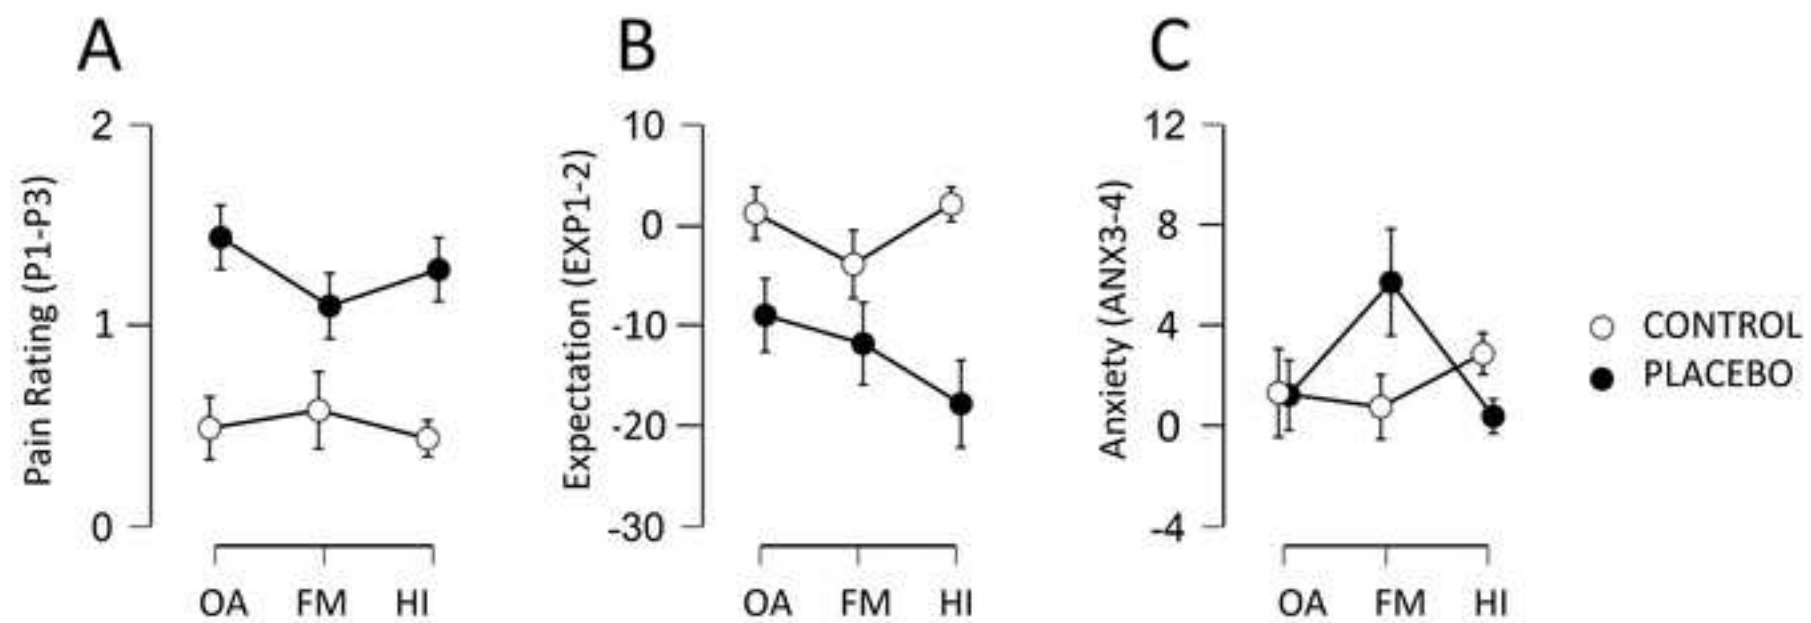 A
Pain Rating (P1-P3)
2
1
0
OA FM HI
B
Expectation (EXP1-2)
10
0
-10
-20
-30
OA FM HI
C
Anxiety (ANX3-4)
12
8
4
0
-4
OA FM HI
CONTROL
PLACEBO